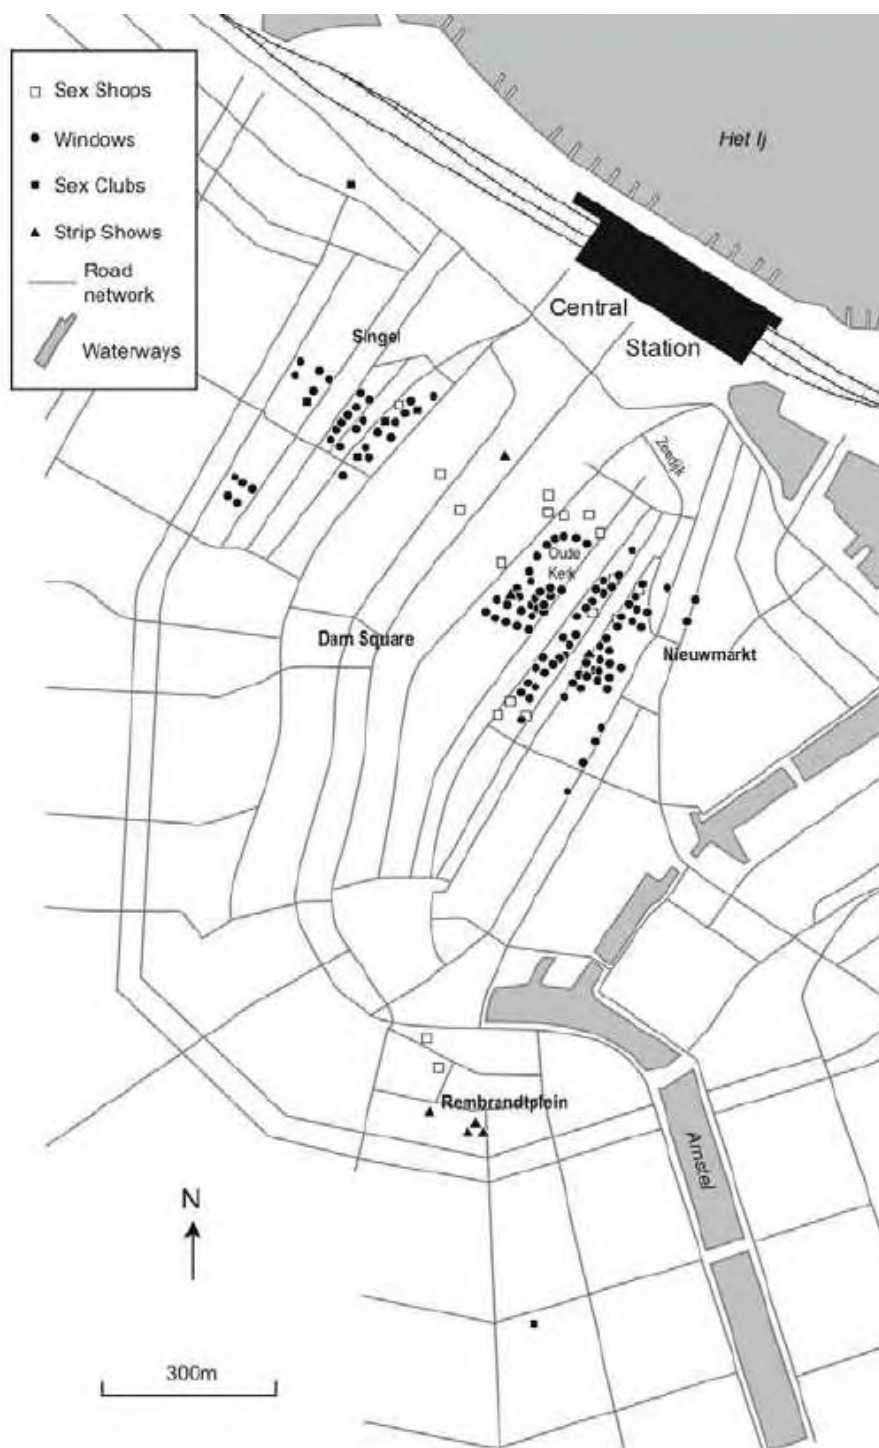 Sex Shops
Windows
Sex Clubs
Strip Shows
Road
network
Waterways
Het Ij
Central
Station
Singel
Zeedijk
Oude
Kerk
Dam Square
Nieuwmarkt
Rembrandtplein
Amstel
N
300m